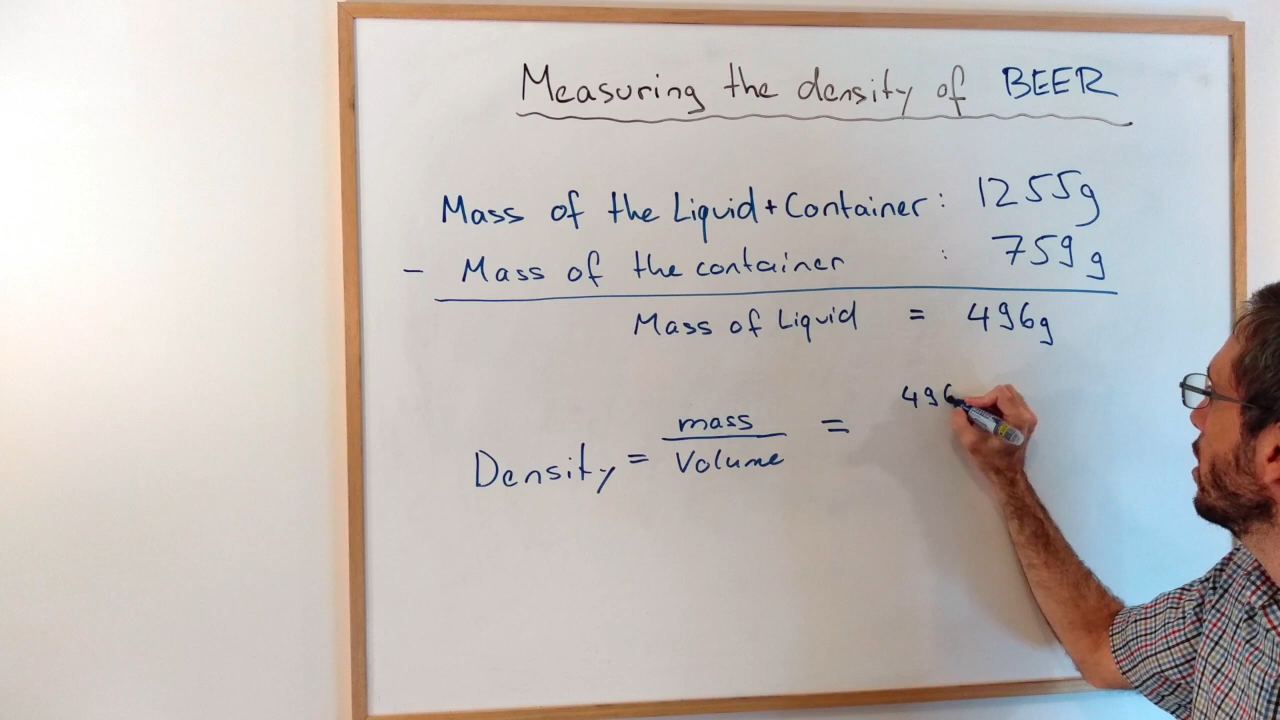 Measuring the density of BEER
Mass of the Liquid + Container : 1255g
- Mass of the container : 759g
Mass of Liquid = 496g
Density = mass / Volume = 496